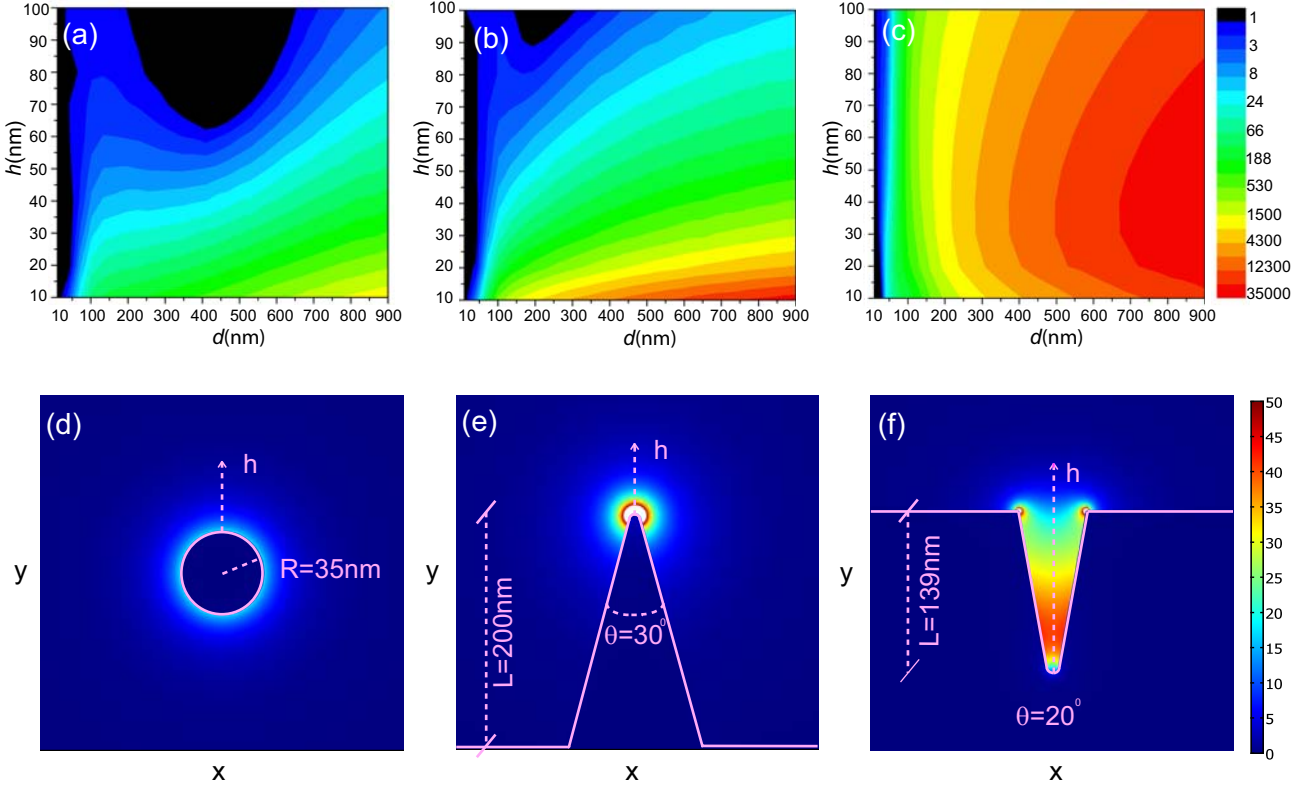 (a)
100
90
80
70
60
50
40
30
20
10
h(nm)
10 100 200 300 400 500 600 700 800 900
d(nm)
(b)
100
90
80
70
60
50
40
30
20
10
h(nm)
10 100 200 300 400 500 600 700 800 900
d(nm)
(c)
100
90
80
70
60
50
40
30
20
10
h(nm)
10 100 200 300 400 500 600 700 800 900
d(nm)
1
3
8
24
66
188
530
1500
4300
12300
35000
(d)
h
R=35nm
y
x
(e)
h
L=200nm
θ=30⁰
y
x
(f)
h
L=139nm
θ=20⁰
y
x
50
45
40
35
30
25
20
15
10
5
0